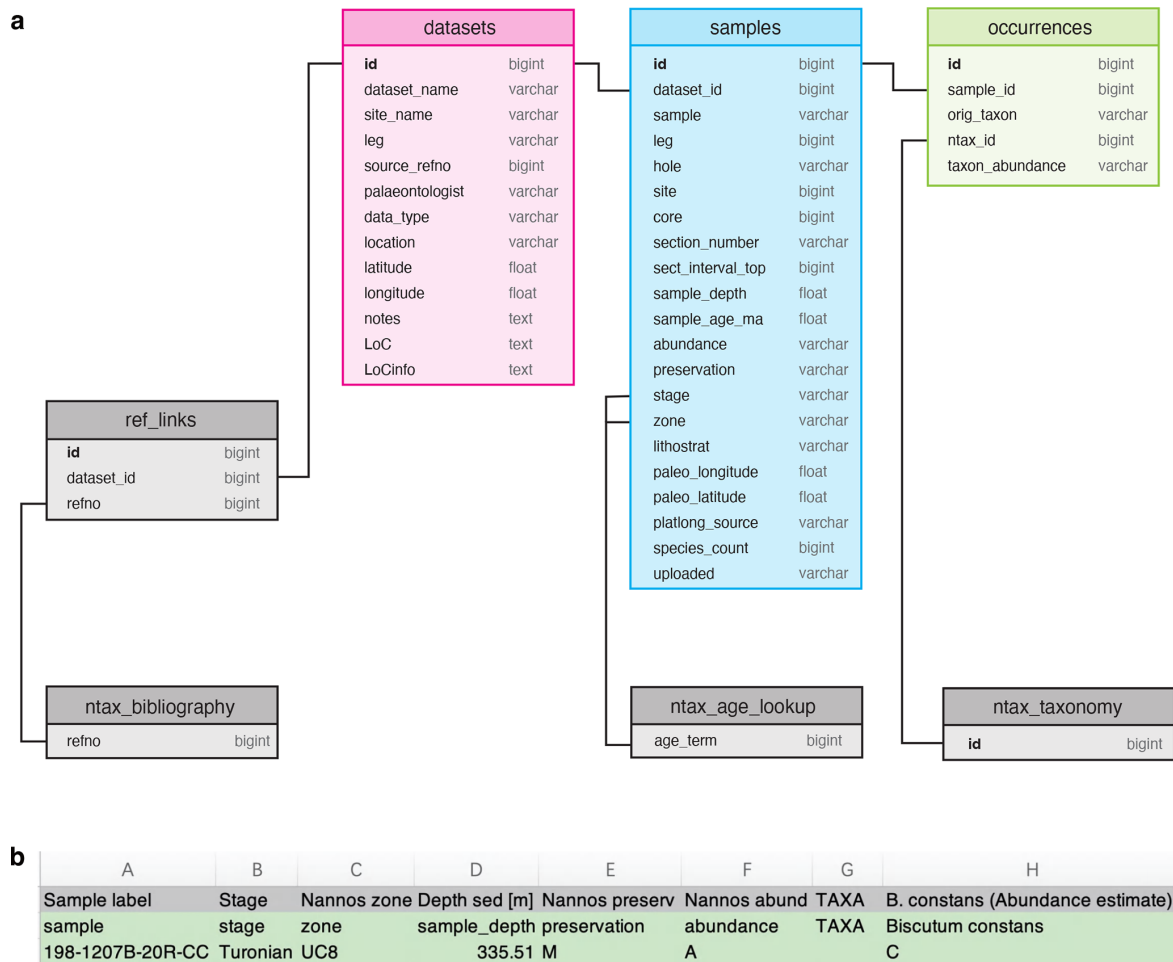 a
datasets
id bigint
dataset_name varchar
site_name varchar
leg varchar
source_refno bigint
palaeontologist varchar
data_type varchar
location varchar
latitude float
longitude float
notes text
LoC text
LoCinfo text
samples
id bigint
dataset_id bigint
sample varchar
leg bigint
hole varchar
site bigint
core bigint
section_number varchar
sect_interval_top bigint
sample_depth float
sample_age_ma float
abundance varchar
preservation varchar
stage varchar
zone varchar
lithostrat varchar
paleo_longitude float
paleo_latitude float
platlong_source varchar
species_count bigint
uploaded varchar
occurrences
id bigint
sample_id bigint
orig_taxon varchar
ntax_id bigint
taxon_abundance varchar
ref_links
id bigint
dataset_id bigint
refno bigint
ntax_bibliography
refno bigint
ntax_age_lookup
age_term bigint
ntax_taxonomy
id bigint
b
A B C D E F G H
Sample label Stage Nannos zone Depth sed [m] Nannos preserv Nannos abund TAXA B. constans (Abundance estimate)
sample stage zone sample_depth preservation abundance TAXA Biscutum constans
198-1207B-20R-CC Turonian UC8 335.51 M A C